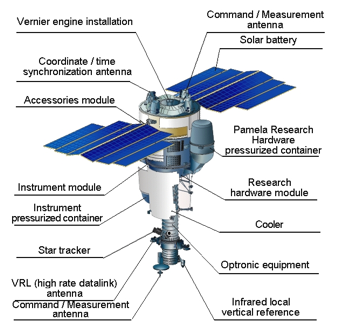 Vernier engine installation
Command / Measurement
antenna
Solar battery
Coordinate / time
synchronization antenna
Accessories module
Pamela Research
Hardware
pressurized container
Instrument module
Research
hardware module
Instrument
pressurized container
Cooler
Star tracker
Optronic equipment
VRL (high rate datalink)
antenna
Command / Measurement
antenna
Infrared local
vertical reference